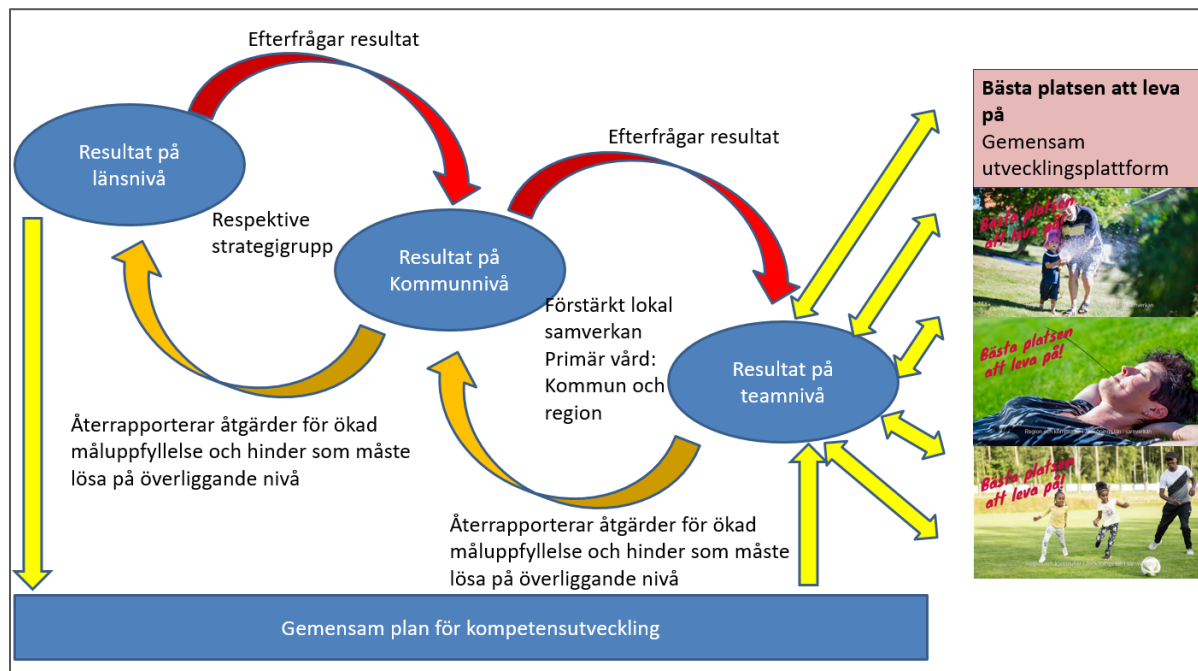 Efterfrågar resultat
Resultat på
länsnivå
Respektive
strategigrupp
Efterfrågar resultat
Resultat på
Kommunnivå
Förstärkt lokal
samverkan
Primär vård:
Kommun och
region
Resultat på
teamnivå
Återrapporterar åtgärder för ökad
måluppfyllelse och hinder som måste
lösa på överliggande nivå
Återrapporterar åtgärder för ökad
måluppfyllelse och hinder som måste
lösa på överliggande nivå
Gemensam plan för kompetensutveckling
Bästa platsen att leva
på
Gemensam
utvecklingsplattform
Bästa platsen
att leva på!
Bästa platsen
att leva på!
Bästa platsen
att leva på!